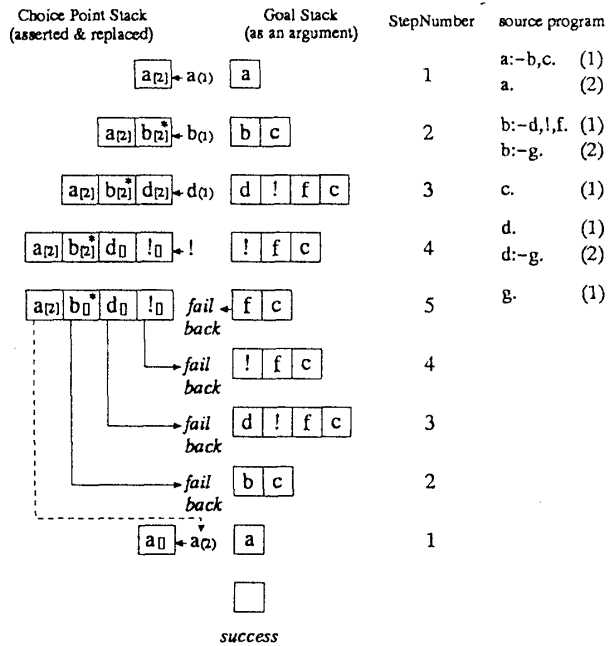 Choice Point Stack Goal Stack StepNumber source program
(asserted & replaced) (as an argument)
a[2] a(1) a 1 a:-b,c. (1)
a. (2)
a[2] b[2]* b(1) b c 2 b:-d,!,f. (1)
b:-g. (2)
a[2] b[2]* d[2] d(1) d ! f c 3 c. (1)
d. (1)
a[2] b[2]* d[] ![] ! ! f c 4 d:-g. (2)
a[2] b[]* d[] ![] fail f c 5 g. (1)
back
fail ! f c 4
back
fail d ! f c 3
back
fail b c 2
back
a[] a(2) a 1
success